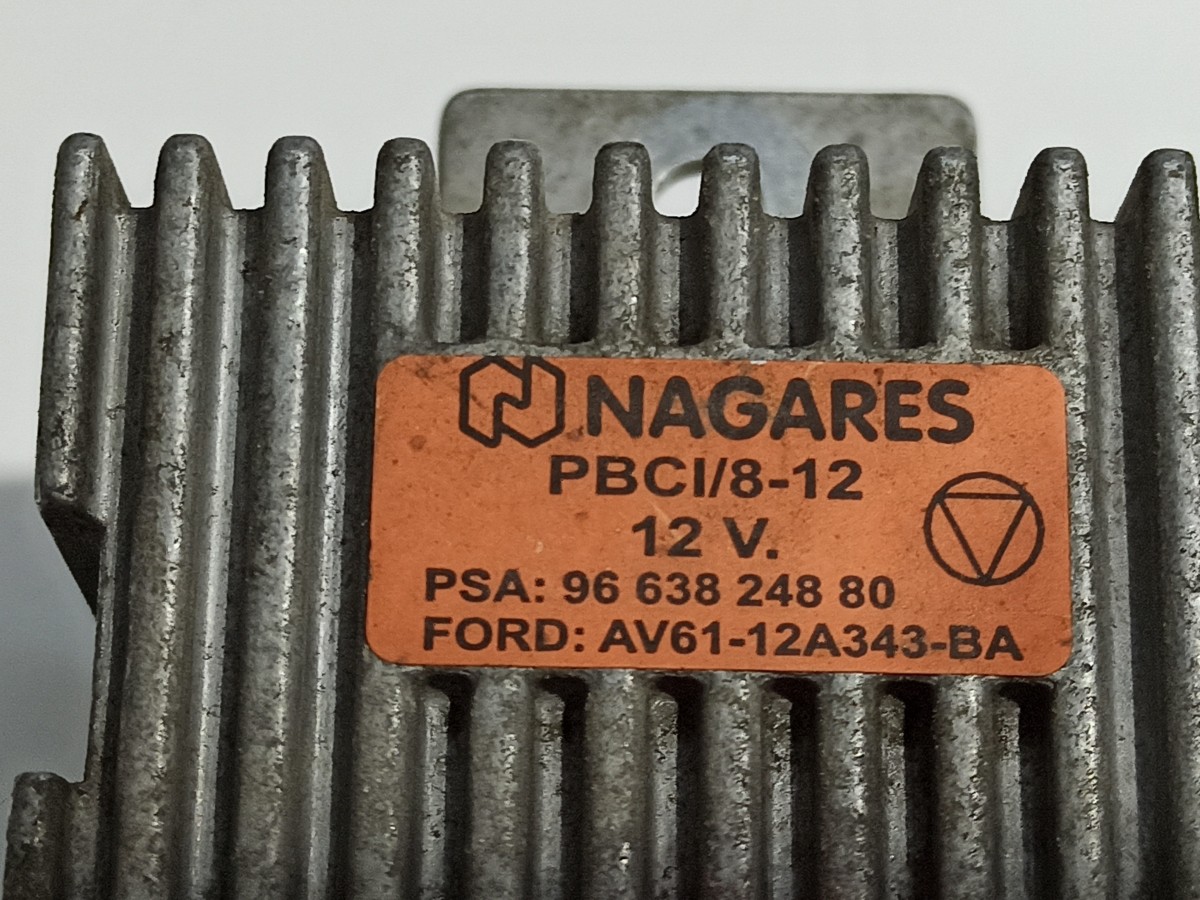 NAGARES
PBCI/8-12
12 V.
PSA: 96 638 248 80
FORD: AV61-12A343-BA